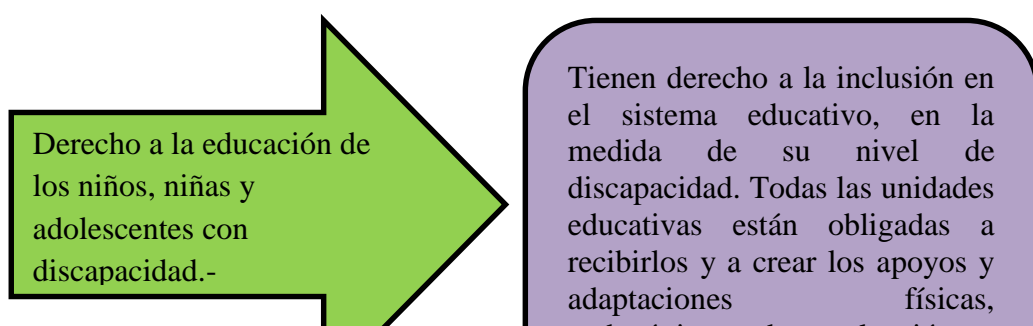 Derecho a la educación de
los niños, niñas y
adolescentes con
discapacidad.-
Tienen derecho a la inclusión en
el sistema educativo, en la
medida de su nivel de
discapacidad. Todas las unidades
educativas están obligadas a
recibirlos y a crear los apoyos y
adaptaciones físicas,